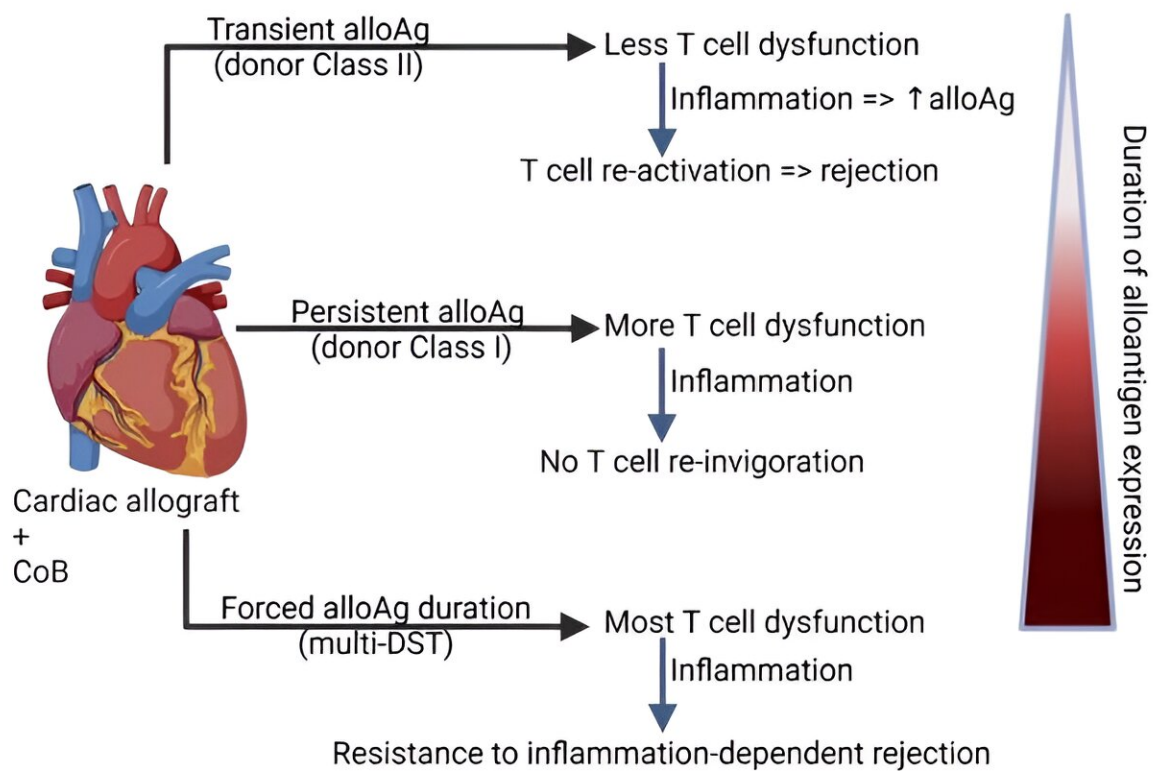 Transient alloAg
(donor Class II)
Less T cell dysfunction
Inflammation => ↑ alloAg
T cell re-activation => rejection
Persistent alloAg
(donor Class I)
More T cell dysfunction
Inflammation
No T cell re-invigoration
Cardiac allograft
+
CoB
Forced alloAg duration
(multi-DST)
Most T cell dysfunction
Inflammation
Resistance to inflammation-dependent rejection
Duration of alloantigen expression